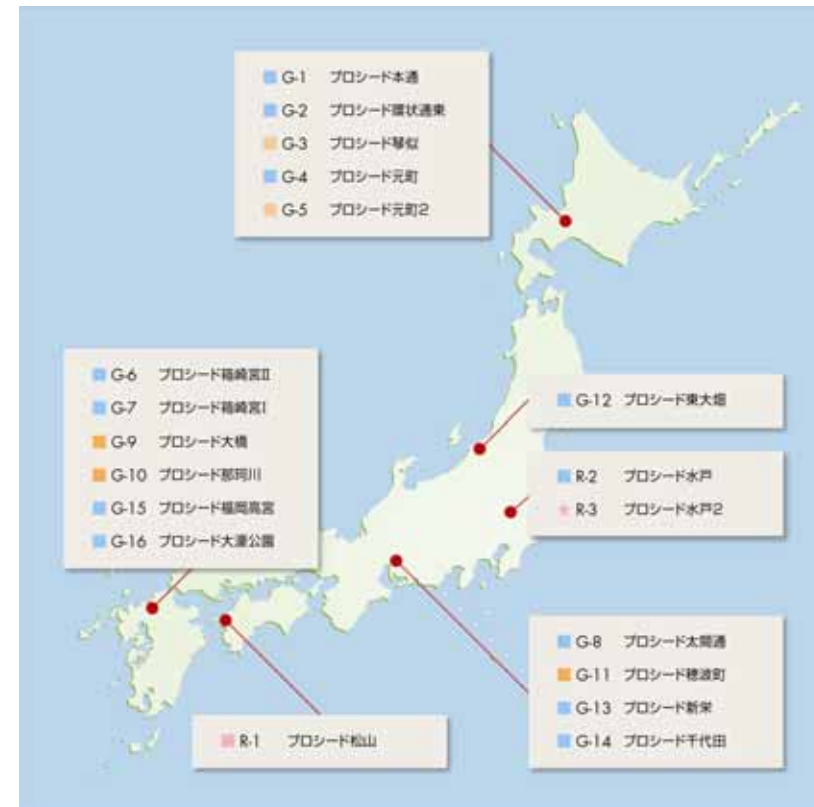 G-1 プロシード本通
G-2 プロシード環状通東
G-3 プロシード琴似
G-4 プロシード元町
G-5 プロシード元町2
G-6 プロシード箱崎宮Ⅱ
G-7 プロシード箱崎宮Ⅰ
G-9 プロシード大橋
G-10 プロシード那珂川
G-15 プロシード福岡高宮
G-16 プロシード大濠公園
G-12 プロシード東大畑
R-2 プロシード水戸
R-3 プロシード水戸2
G-8 プロシード太閤通
G-11 プロシード穂波町
G-13 プロシード新栄
G-14 プロシード千代田
R-1 プロシード松山